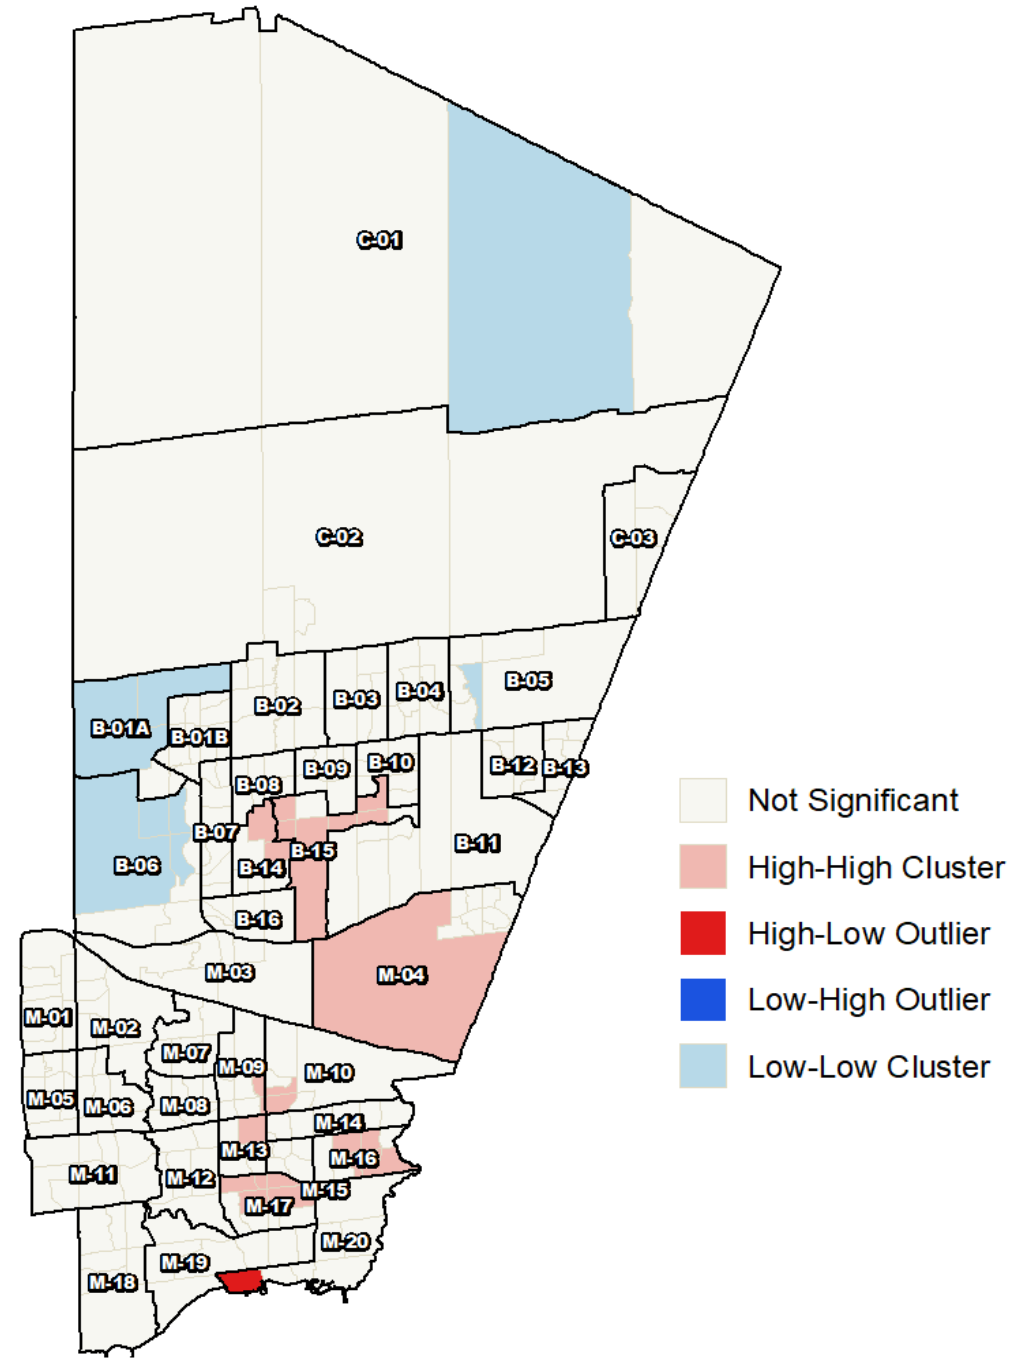 C-01
C-02
C-03
B-05
B-04
B-03
B-02
B-01A
B-01B
B-10
B-12
B-13
B-09
B-08
B-07
B-11
B-15
B-06
B-14
B-16
M-03
M-04
M-01
M-02
M-07
M-09
M-10
M-05
M-06
M-08
M-14
M-13
M-16
M-11
M-12
M-15
M-17
M-20
M-19
M-18
Not Significant
High-High Cluster
High-Low Outlier
Low-High Outlier
Low-Low Cluster